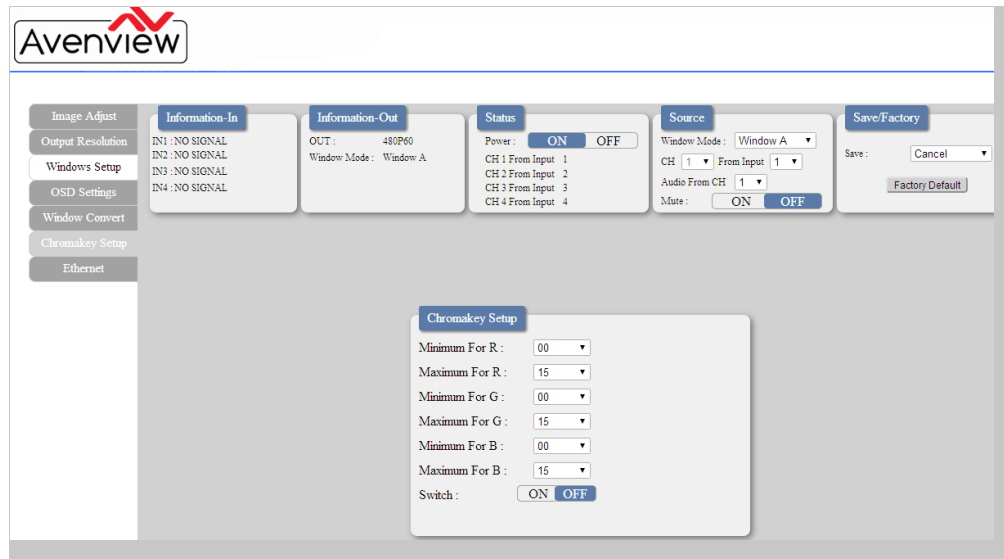 Avenview
Image Adjust
Output Resolution
Windows Setup
OSD Settings
Window Convert
Chromakey Setup
Ethernet
Information-In
IN1 : NO SIGNAL
IN2 : NO SIGNAL
IN3 : NO SIGNAL
IN4 : NO SIGNAL
Information-Out
OUT : 480P60
Window Mode : Window A
Status
Power : ON OFF
CH 1 From Input 1
CH 2 From Input 2
CH 3 From Input 3
CH 4 From Input 4
Source
Window Mode : Window A
CH 1 From Input 1
Audio From CH 1
Mute : ON OFF
Save/Factory
Save : Cancel
Factory Default
Chromakey Setup
Minimum For R : 00
Maximum For R : 15
Minimum For G : 00
Maximum For G : 15
Minimum For B : 00
Maximum For B : 15
Switch : ON OFF